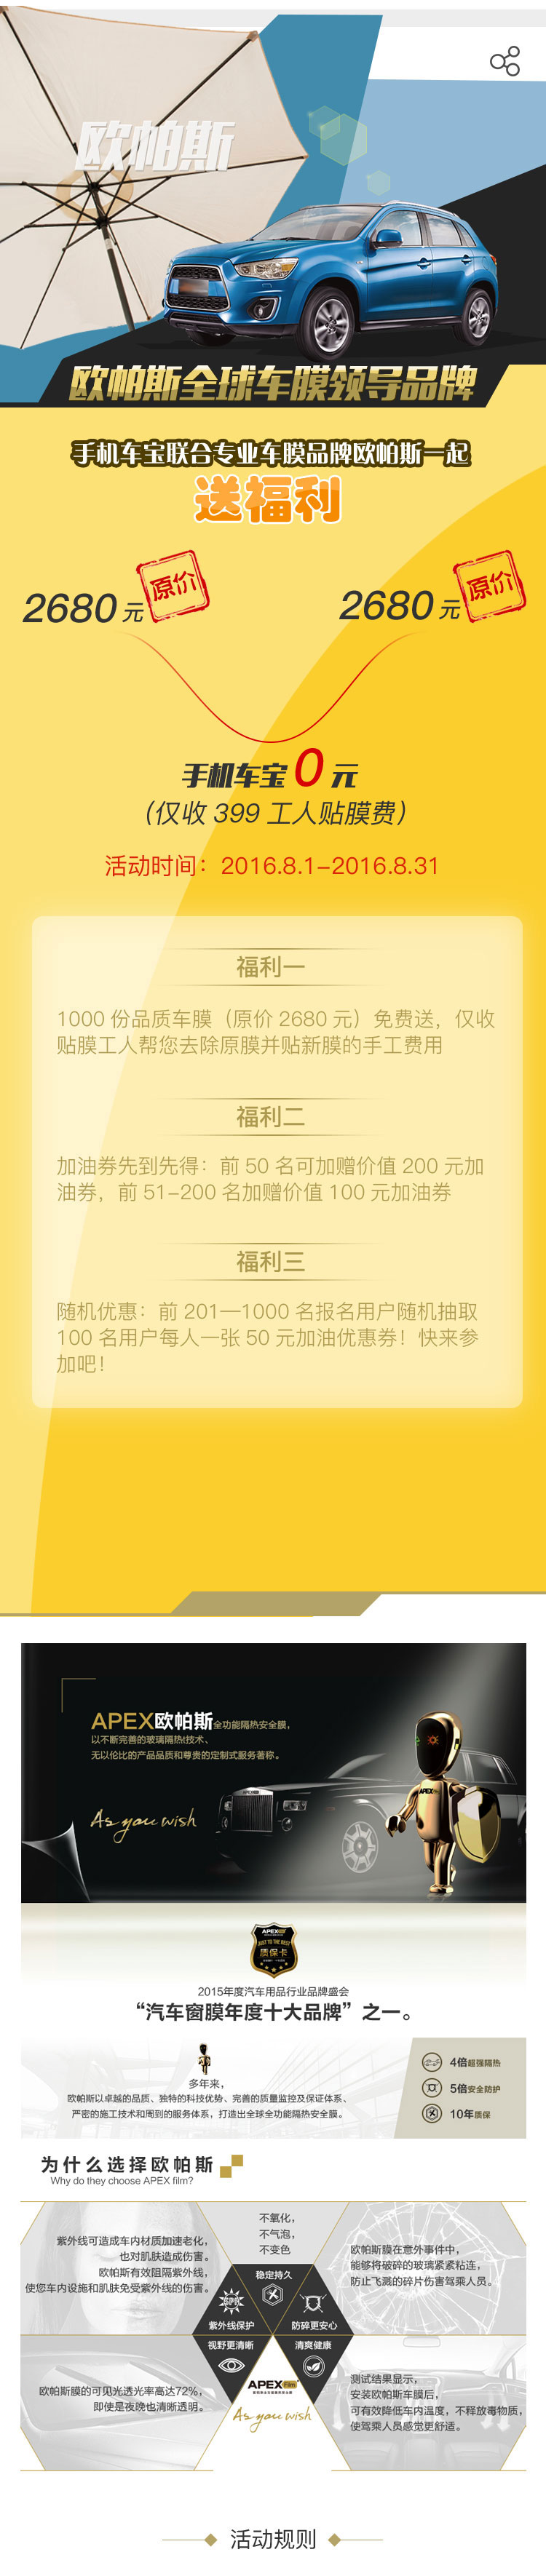 欧帕斯
欧帕斯全球车膜领导品牌
手机车宝联合专业车膜品牌欧帕斯一起
送福利
2680元 原价
2680元 原价
手机车宝0元
（仅收 399 工人贴膜费）
活动时间：2016.8.1-2016.8.31
福利一
1000 份品质车膜（原价 2680 元）免费送，仅收
贴膜工人帮您去除原膜并贴新膜的手工费用
福利二
加油券先到先得：前 50 名可加赠价值 200 元加
油券，前 51-200 名加赠价值 100 元加油券
福利三
随机优惠：前 201—1000 名报名用户随机抽取
100 名用户每人一张 50 元加油优惠券！快来参
加吧！
APEX欧帕斯全功能隔热安全膜，
以不断完善的玻璃隔热技术、
无以伦比的产品品质和尊贵的定制式服务著称。
As you wish
APEX
APEX
JUST TO THE BEST
质保卡
2015年度汽车用品行业品牌盛会
“汽车窗膜年度十大品牌”之一。
多年来，
欧帕斯以卓越的品质、独特的科技优势、完善的质量监控及保证体系、
严密的施工技术和周到的服务体系，打造出全球全功能隔热安全膜。
4倍超强隔热
5倍安全防护
10年质保
为什么选择欧帕斯
Why do they choose APEX film?
紫外线可造成车内材质加速老化，
也对肌肤造成伤害。
欧帕斯有效阻隔紫外线，
使您车内设施和肌肤免受紫外线的伤害。
不氧化，
不气泡，
不变色
欧帕斯膜在意外事件中，
能够将破碎的玻璃紧紧粘连，
防止飞溅的碎片伤害驾乘人员。
稳定持久
SPF
紫外线保护
防碎更安心
视野更清晰
清爽健康
欧帕斯膜的可见光透光率高达72%，
即使是夜晚也清晰透明。
APEX Film
As you wish
测试结果显示，
安装欧帕斯车膜后，
可有效降低车内温度，不释放毒物质，
使驾乘人员感觉更舒适。
活动规则